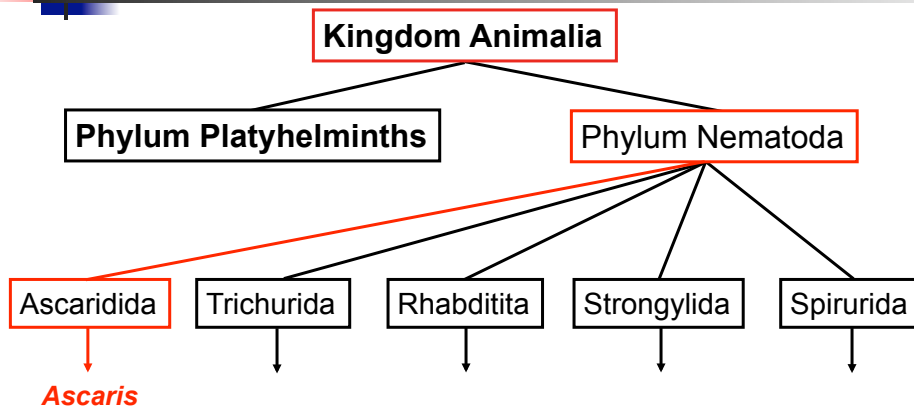 Kingdom Animalia
Phylum Platyhelminths
Phylum Nematoda
Ascaridida
Trichurida
Rhabditita
Strongylida
Spirurida
Ascaris